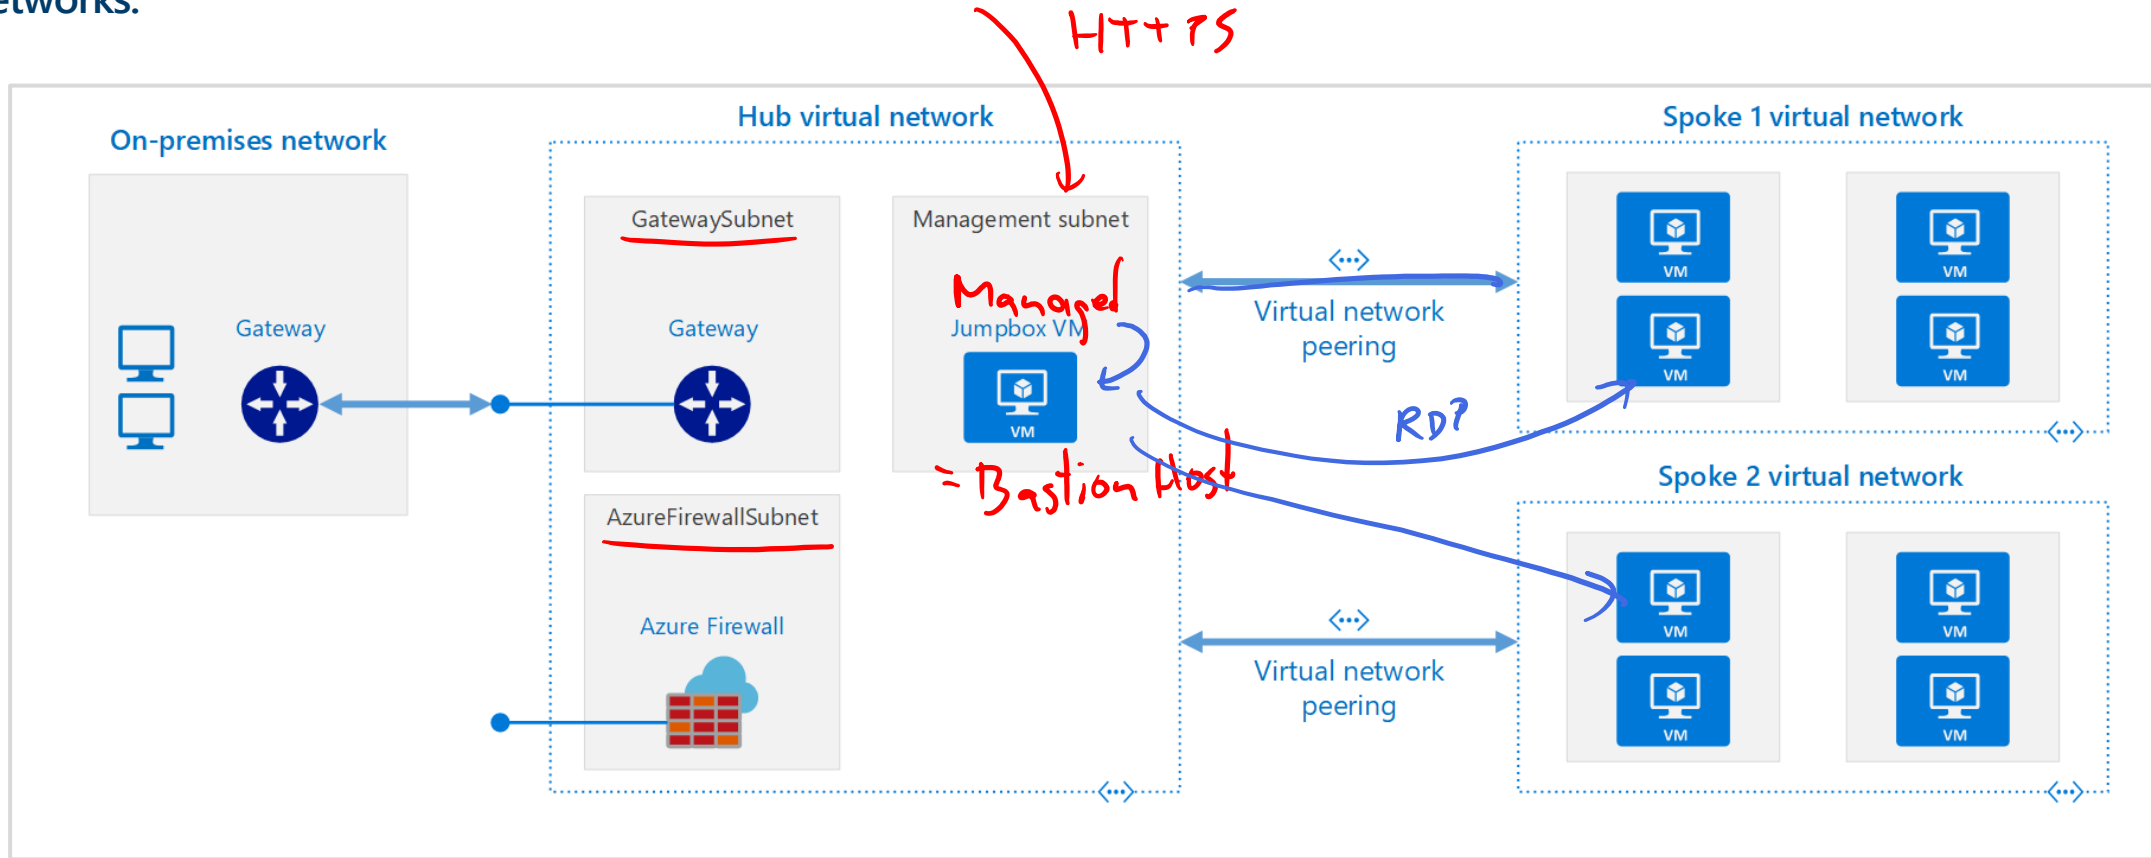 etworks.
HTTPS
On-premises network
Gateway
Hub virtual network
GatewaySubnet
Gateway
AzureFirewallSubnet
Azure Firewall
Management subnet
Managed
Jumpbox VM
VM
= Bastion Host
Virtual network
peering
RDP
Virtual network
peering
Spoke 1 virtual network
VM
VM
VM
VM
Spoke 2 virtual network
VM
VM
VM
VM